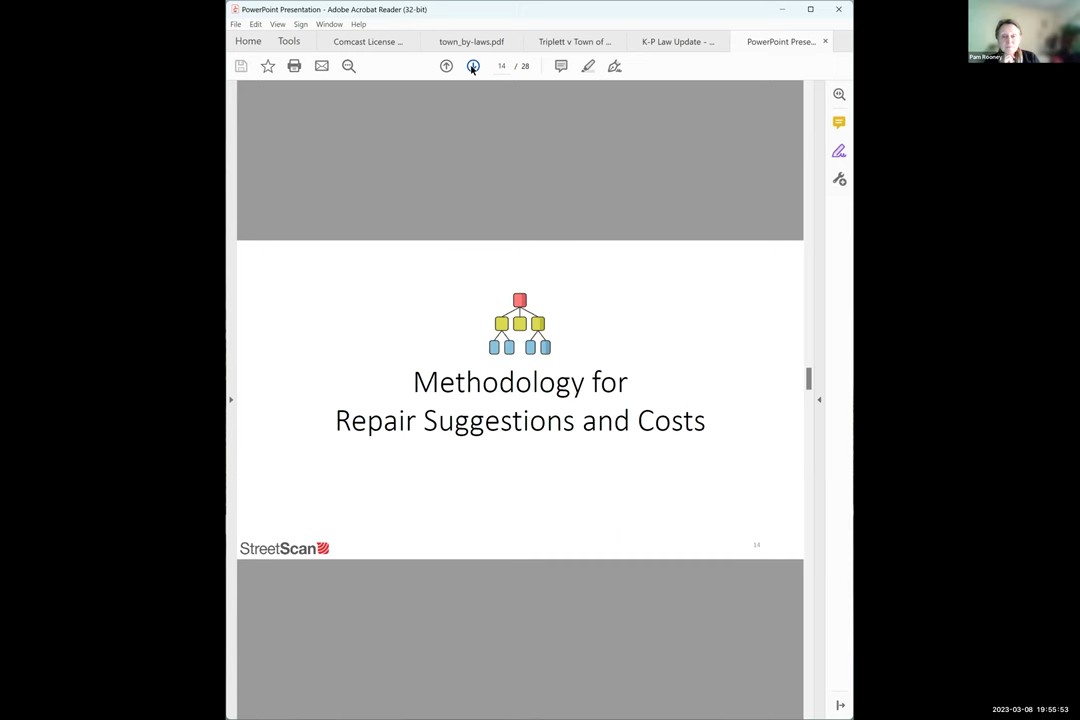 PowerPoint Presentation - Adobe Acrobat Reader (32-bit)
File Edit View Sign Window Help
Home Tools Comcast License ... town_by-laws.pdf Triplett v Town of ... K-P Law Update - ... PowerPoint Prese... ×
14 / 28
Methodology for
Repair Suggestions and Costs
StreetScan
14
Pam Rooney
2023-03-08 19:55:53